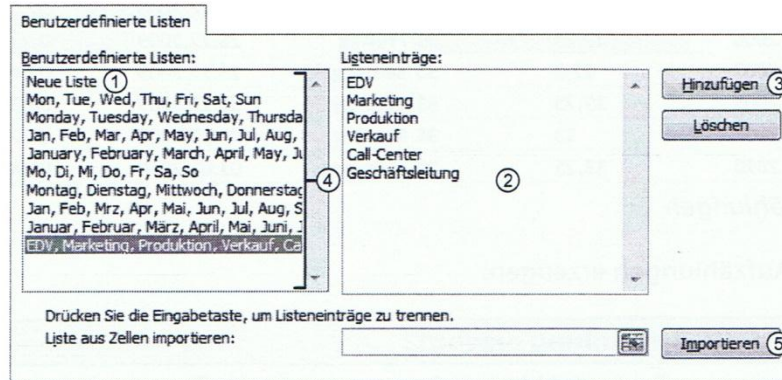 Benutzerdefinierte Listen
Benutzerdefinierte Listen:
Neue Liste ①
Mon, Tue, Wed, Thu, Fri, Sat, Sun
Monday, Tuesday, Wednesday, Thursda
Jan, Feb, Mar, Apr, May, Jun, Jul, Aug,
January, February, March, April, May, Ju
Mo, Di, Mi, Do, Fr, Sa, So
Montag, Dienstag, Mittwoch, Donnerstag
Jan, Feb, Mrz, Apr, Mai, Jun, Jul, Aug, S
Januar, Februar, März, April, Mai, Juni, J
EDV, Marketing, Produktion, Verkauf, Ca
④
Listeneinträge:
EDV
Marketing
Produktion
Verkauf
Call-Center
Geschäftsleitung
②
Hinzufügen ③
Löschen
Drücken Sie die Eingabetaste, um Listeneinträge zu trennen.
Liste aus Zellen importieren:
Importieren ⑤